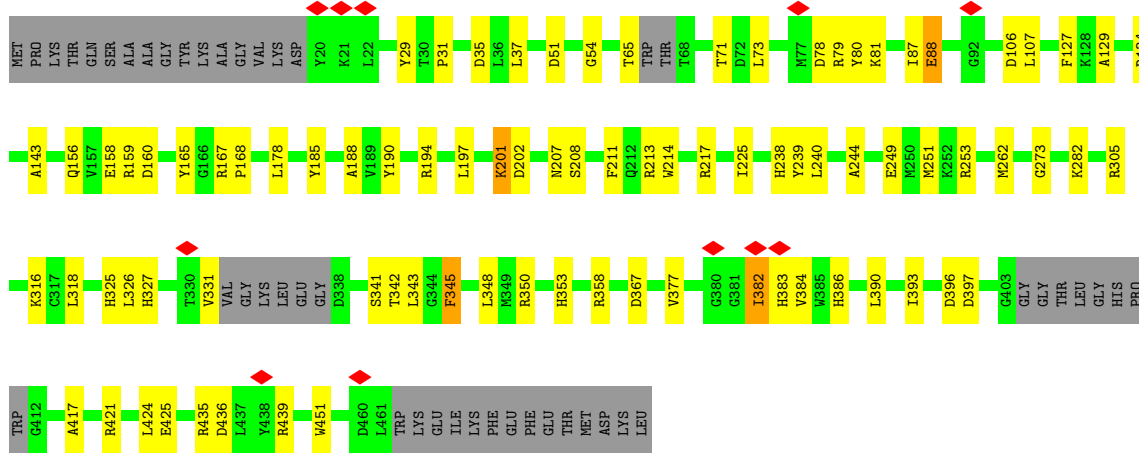 MET PRO LYS THR GLN SER ALA ALA GLY TYR LYS ALA GLY VAL LYS ASP Y20 K21 L22 Y29 T30 P31 D35 L36 L37 D51 G54 T65 TRP THR T68 T71 D72 L73 M77 D78 R79 Y80 K81 I87 E88 G92 D106 L107 F127 K128 A129
A143 Q156 V157 E158 R159 D160 Y165 G166 R167 P168 L178 Y185 A188 V189 Y190 R194 L197 K201 D202 N207 S208 F211 Q212 R213 W214 R217 I225 H238 Y239 L240 A244 E249 M250 M251 K252 R253 M262 G273 K282 R305
K316 C317 L318 H325 L326 H327 T330 V331 VAL GLY LYS LEU GLU GLY D338 S341 T342 L343 G344 F345 L348 M349 R350 H353 R358 D367 V377 G380 G381 I382 H383 V384 W385 H386 L390 I393 D396 D397 G403 GLY GLY THR LEU GLY HIS PRO
TRP G412 A417 R421 L424 E425 R435 D436 L437 Y438 R439 W451 D460 L461 TRP LYS GLU ILE LYS PHE GLU PHE GLU THR MET ASP LYS LEU